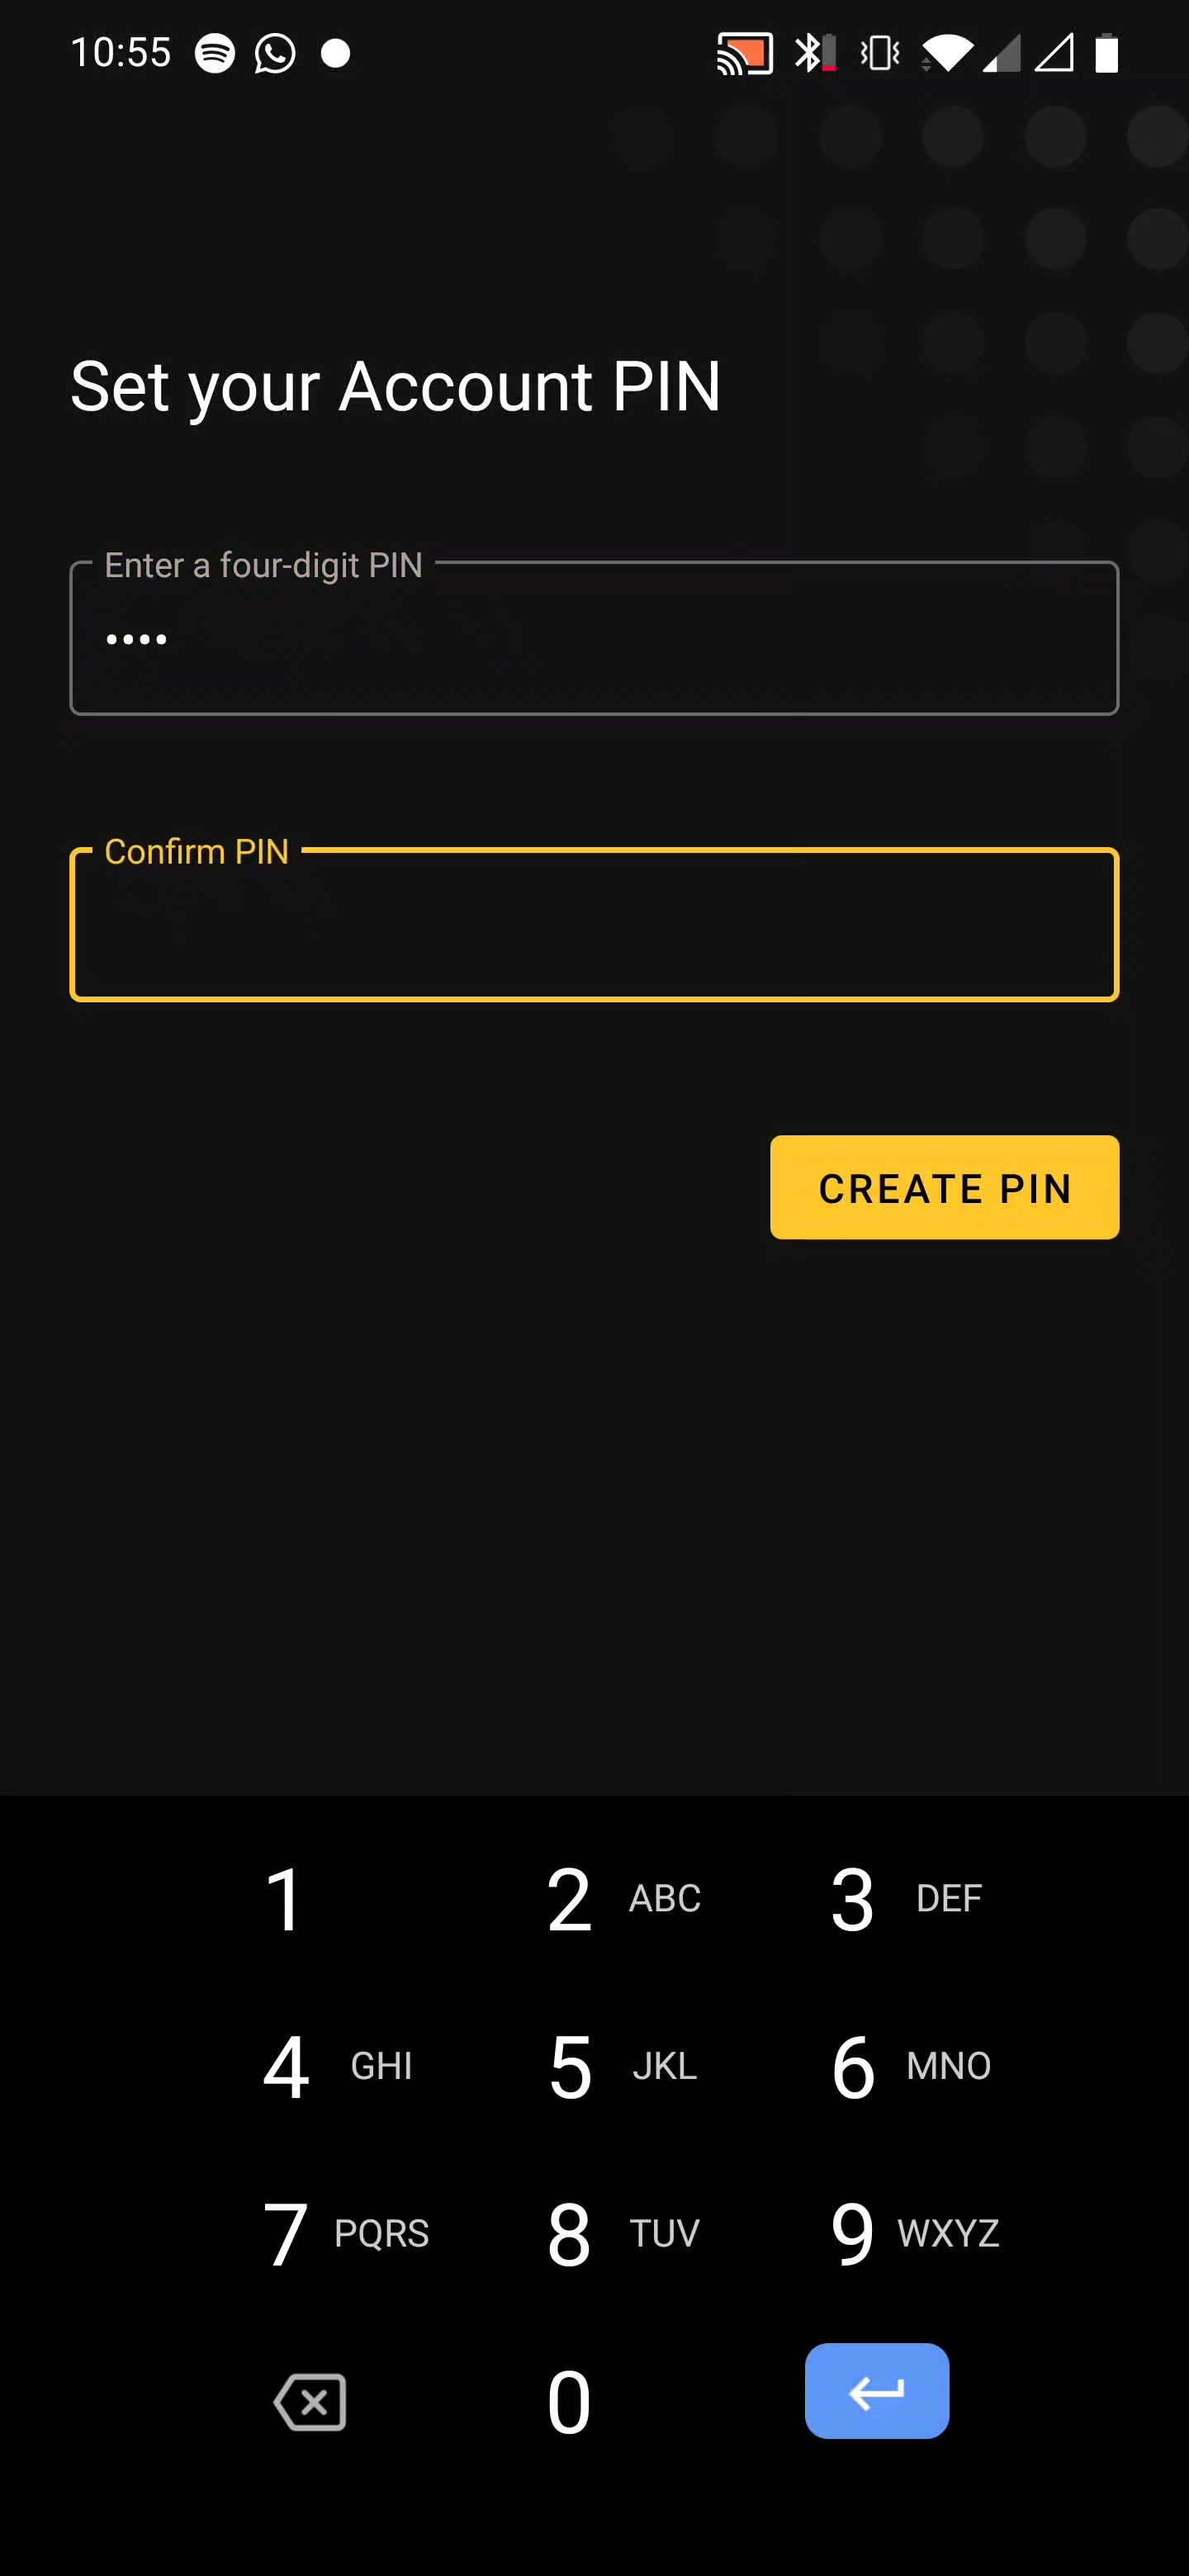 10:55
Set your Account PIN
Enter a four-digit PIN
••••
Confirm PIN
CREATE PIN
1 2 ABC 3 DEF
4 GHI 5 JKL 6 MNO
7 PQRS 8 TUV 9 WXYZ
0